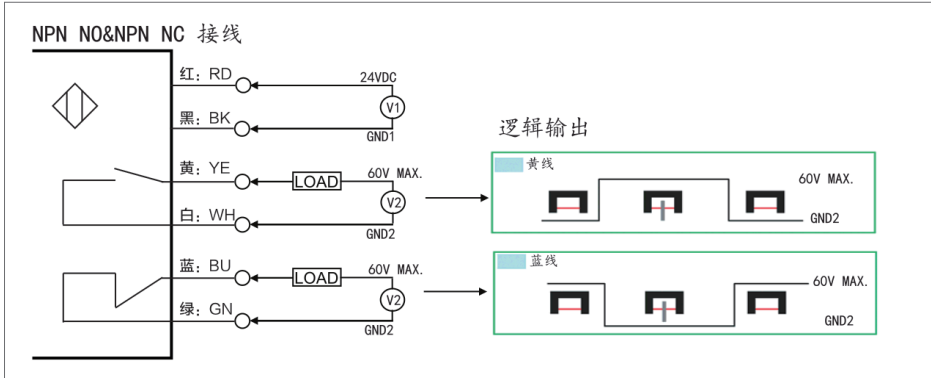 NPN NO&NPN NC 接线
红: RD
24VDC
V1
黑: BK
GND1
逻辑输出
黄: YE
LOAD
60V MAX.
V2
白: WH
GND2
黄线
60V MAX.
GND2
蓝: BU
LOAD
60V MAX.
V2
绿: GN
GND2
蓝线
60V MAX.
GND2